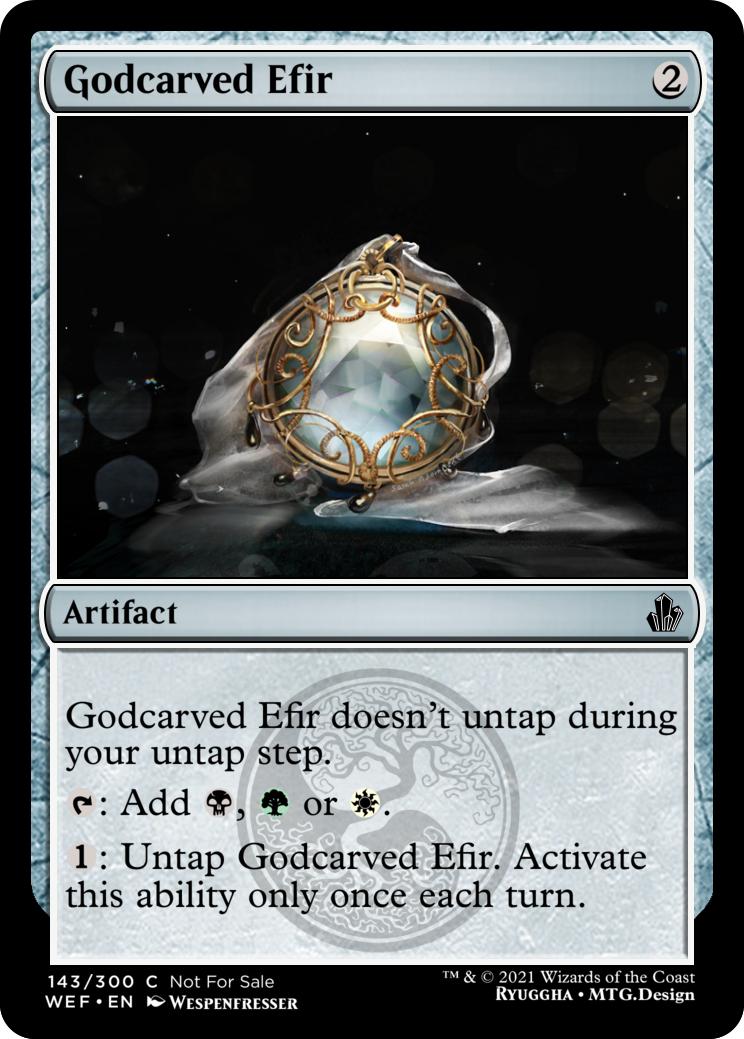 Godcarved Efir 2
Artifact
Godcarved Efir doesn't untap during
your untap step.
: Add , or .
1: Untap Godcarved Efir. Activate
this ability only once each turn.
143/300 C Not For Sale
™ & © 2021 Wizards of the Coast
WEF • EN Wespenfresser
Ryuggha • MTG.Design